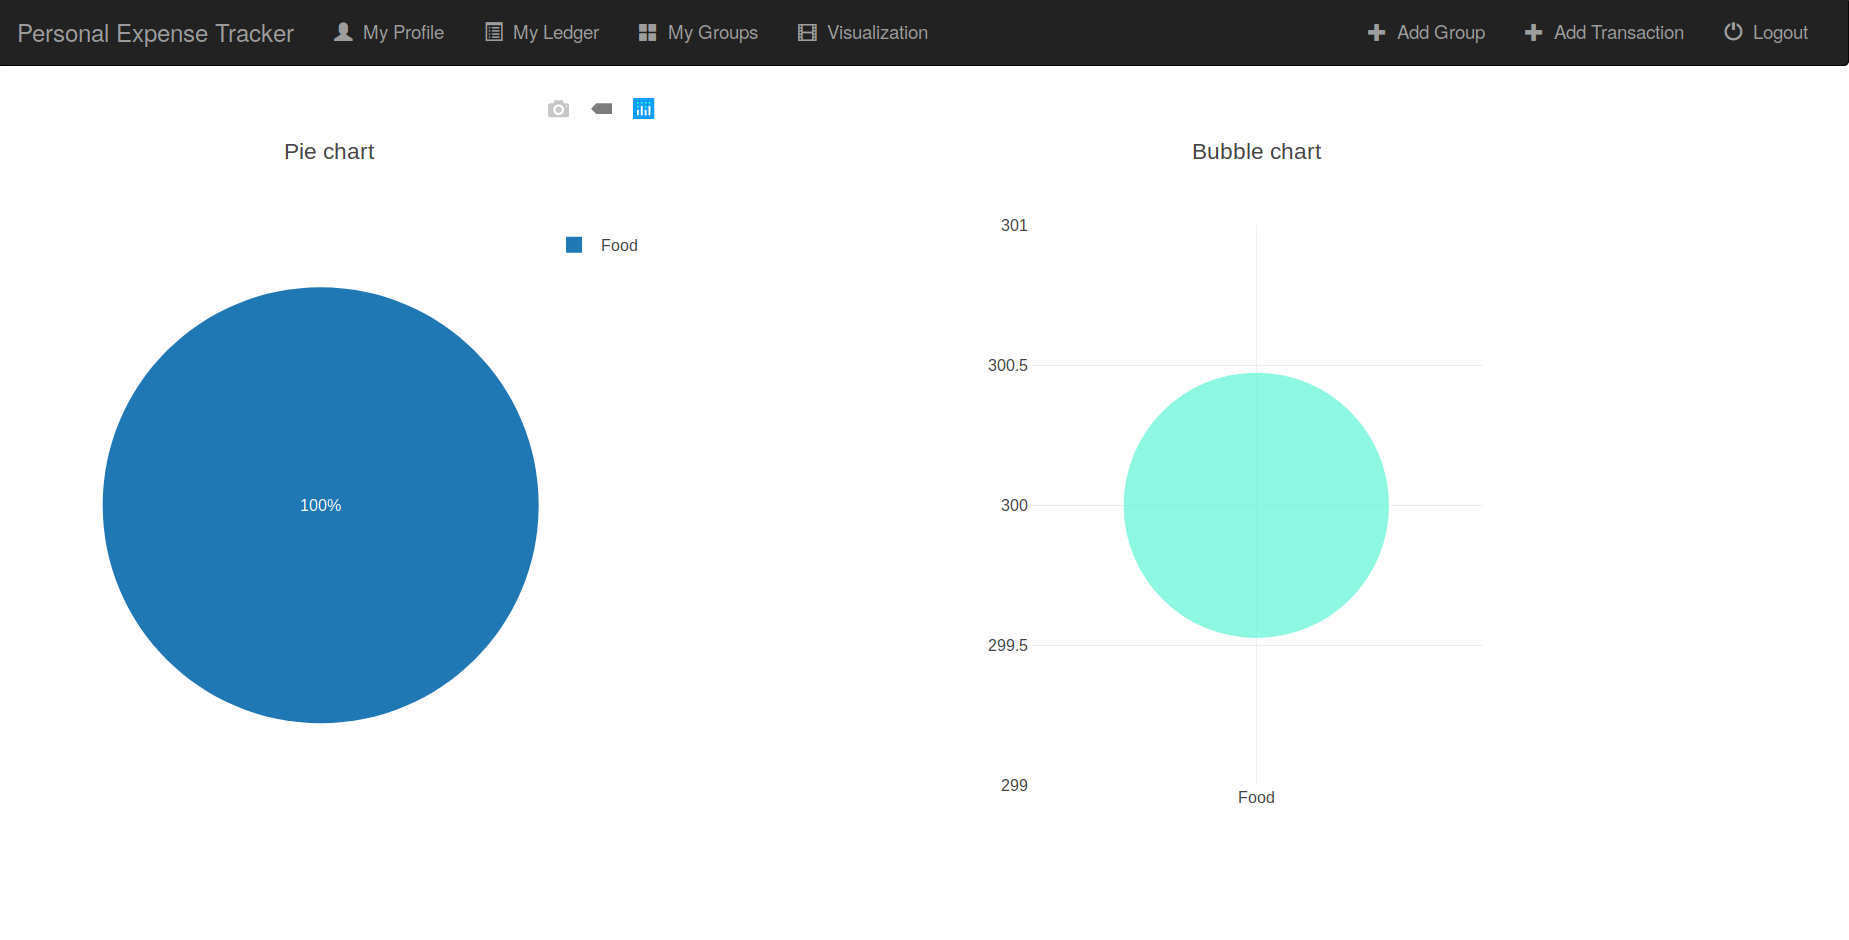 Personal Expense Tracker My Profile My Ledger My Groups Visualization Add Group Add Transaction Logout
Pie chart
Food
100%
Bubble chart
301
300.5
300
299.5
299
Food